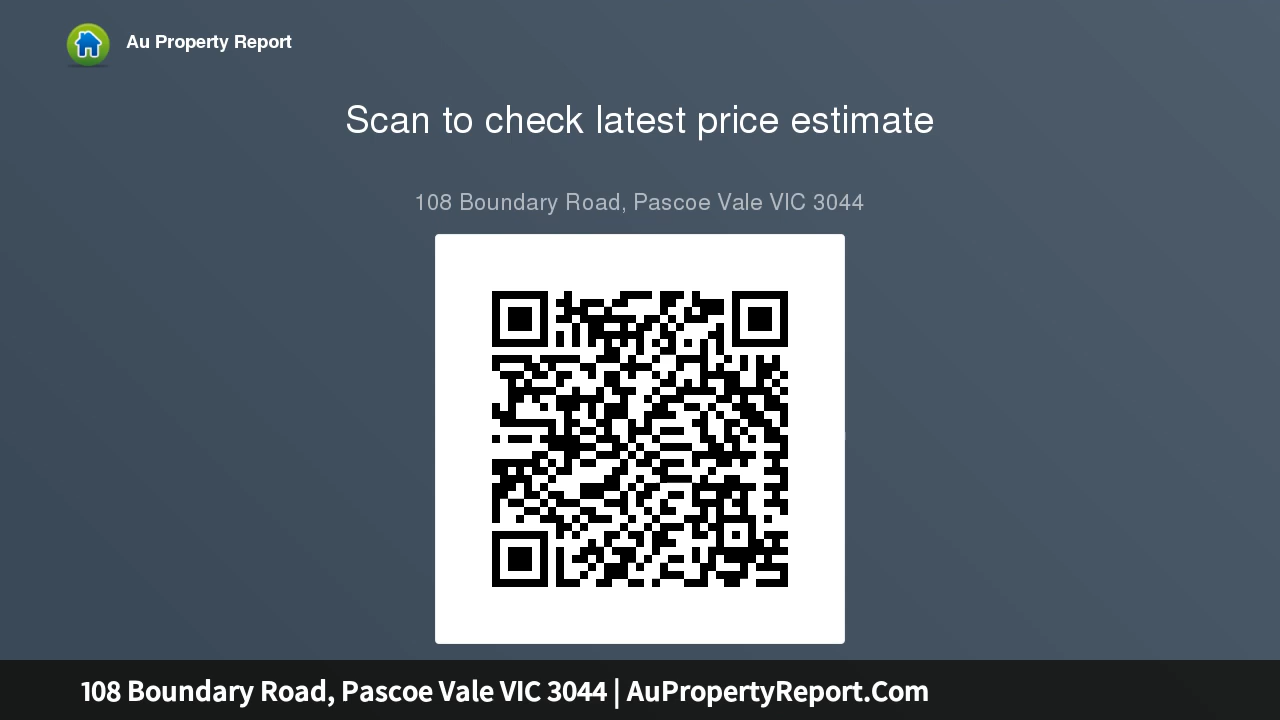 Au Property Report
Scan to check latest price estimate
108 Boundary Road, Pascoe Vale VIC 3044
108 Boundary Road, Pascoe Vale VIC 3044 | AuPropertyReport.Com